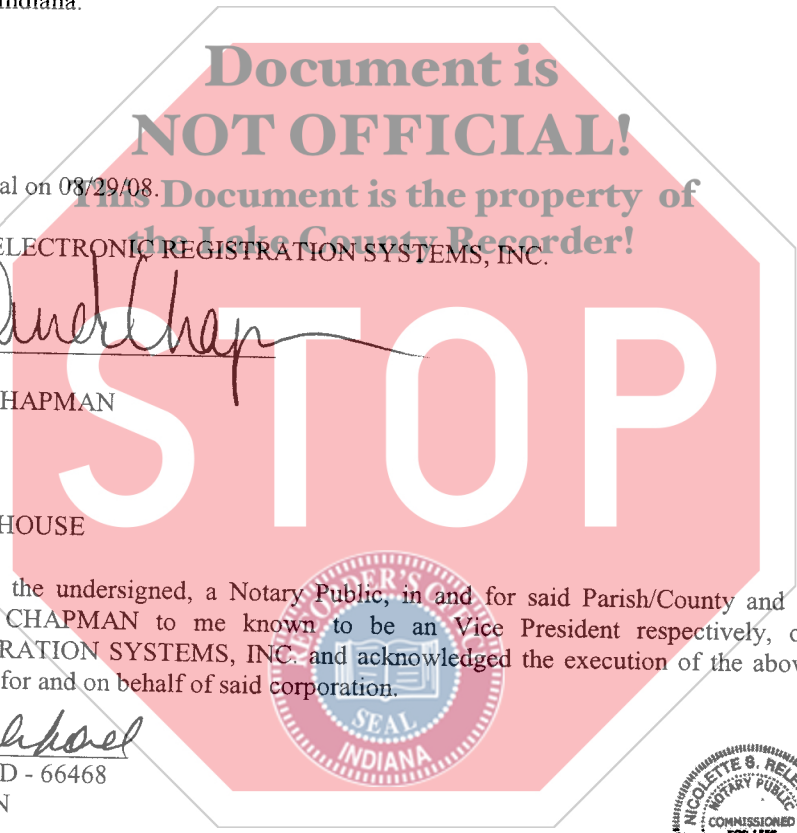 Indiana.
Document is
NOT OFFICIAL!
al on 08/29/08.
This Document is the property of
the Lake County Recorder!
ELECTRONIC REGISTRATION SYSTEMS, INC.
Chap
STOP
HAPMAN
HOUSE
the undersigned, a Notary Public, in and for said Parish/County and
CHAPMAN to me known to be an Vice President respectively, o
RATION SYSTEMS, INC. and acknowledged the execution of the abov
for and on behalf of said corporation.
SEAL
INDIANA
D - 66468
N
NICOLETTE S. RELE
NOTARY PUBLIC
COMMISSIONED